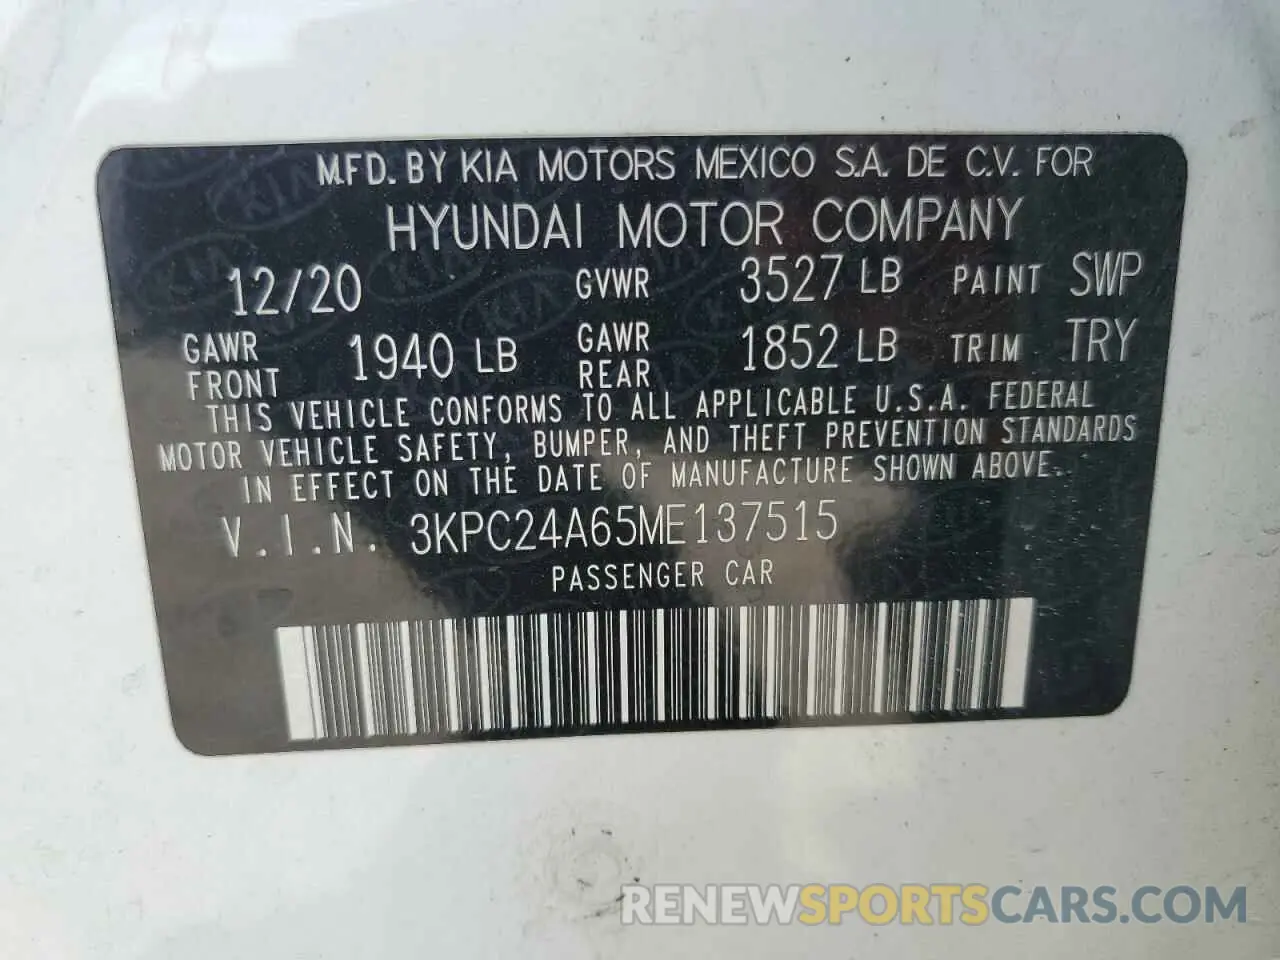 MFD. BY KIA MOTORS MEXICO S.A. DE C.V. FOR
HYUNDAI MOTOR COMPANY
12/20 GVWR 3527 LB PAINT SWP
GAWR FRONT 1940 LB GAWR REAR 1852 LB TRIM TRY
THIS VEHICLE CONFORMS TO ALL APPLICABLE U.S.A. FEDERAL
MOTOR VEHICLE SAFETY, BUMPER, AND THEFT PREVENTION STANDARDS
IN EFFECT ON THE DATE OF MANUFACTURE SHOWN ABOVE.
V.I.N. 3KPC24A65ME137515
PASSENGER CAR
RENEWSPORTSCARS.COM